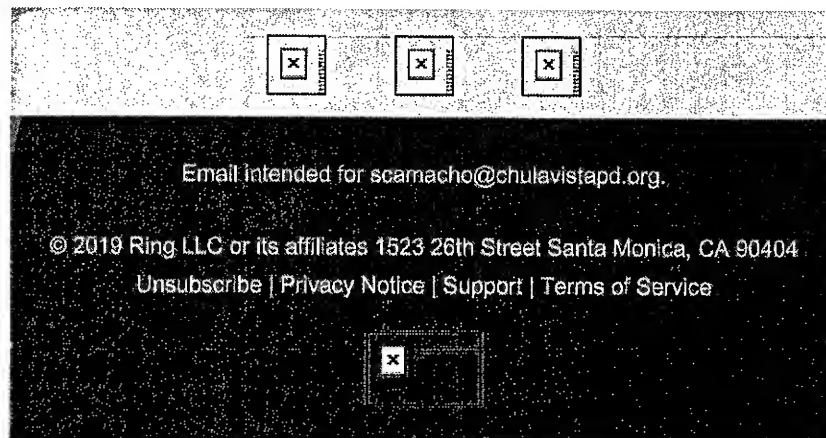 Email intended for scamacho@chulavistapd.org.
© 2019 Ring LLC or its affiliates 1523 26th Street Santa Monica, CA 90404
Unsubscribe | Privacy Notice | Support | Terms of Service